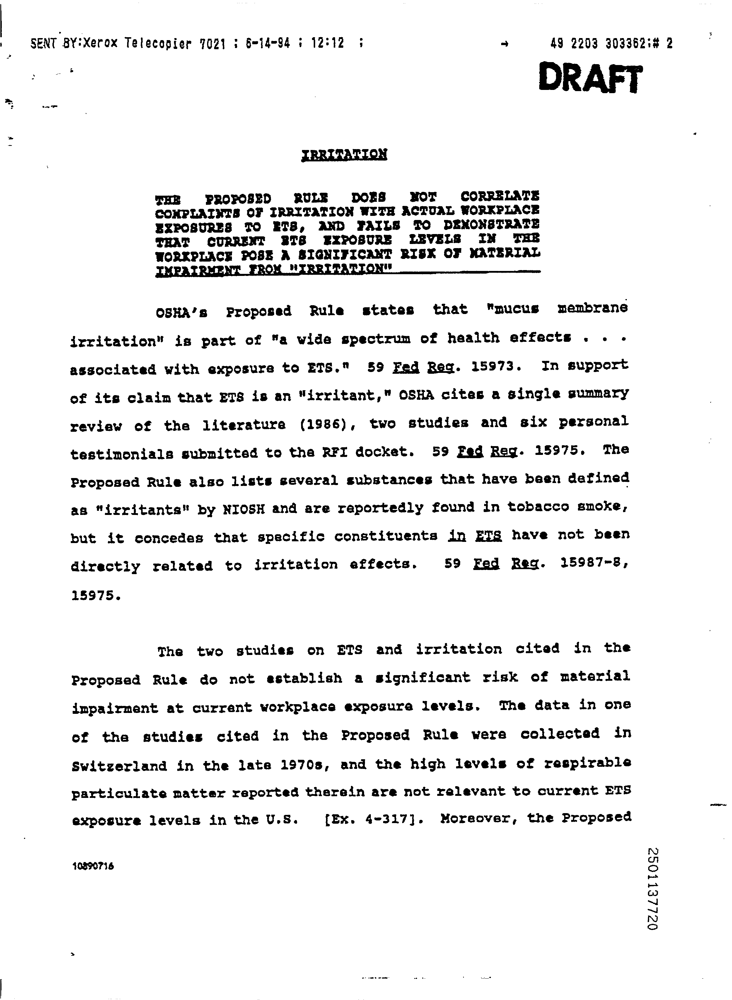 SENT BY:Xerox Telecopier 7021 ; 6-14-94 ; 12:12 ; → 49 2203 303362;# 2
DRAFT
IRRITATION
THE PROPOSED RULE DOES NOT CORRELATE
COMPLAINTS OF IRRITATION WITH ACTUAL WORKPLACE
EXPOSURES TO ETS, AND FAILS TO DEMONSTRATE
THAT CURRENT ETS EXPOSURE LEVELS IN THE
WORKPLACE POSE A SIGNIFICANT RISK OF MATERIAL
IMPAIRMENT FROM "IRRITATION"
OSHA's Proposed Rule states that "mucus membrane
irritation" is part of "a wide spectrum of health effects . . .
associated with exposure to ETS." 59 Fed Reg. 15973. In support
of its claim that ETS is an "irritant," OSHA cites a single summary
review of the literature (1986), two studies and six personal
testimonials submitted to the RFI docket. 59 Fed Reg. 15975. The
Proposed Rule also lists several substances that have been defined
as "irritants" by NIOSH and are reportedly found in tobacco smoke,
but it concedes that specific constituents in ETS have not been
directly related to irritation effects. 59 Fed Reg. 15987-8,
15975.
The two studies on ETS and irritation cited in the
Proposed Rule do not establish a significant risk of material
impairment at current workplace exposure levels. The data in one
of the studies cited in the Proposed Rule were collected in
Switzerland in the late 1970s, and the high levels of respirable
particulate matter reported therein are not relevant to current ETS
exposure levels in the U.S. [Ex. 4-317]. Moreover, the Proposed
10890716
2501137720